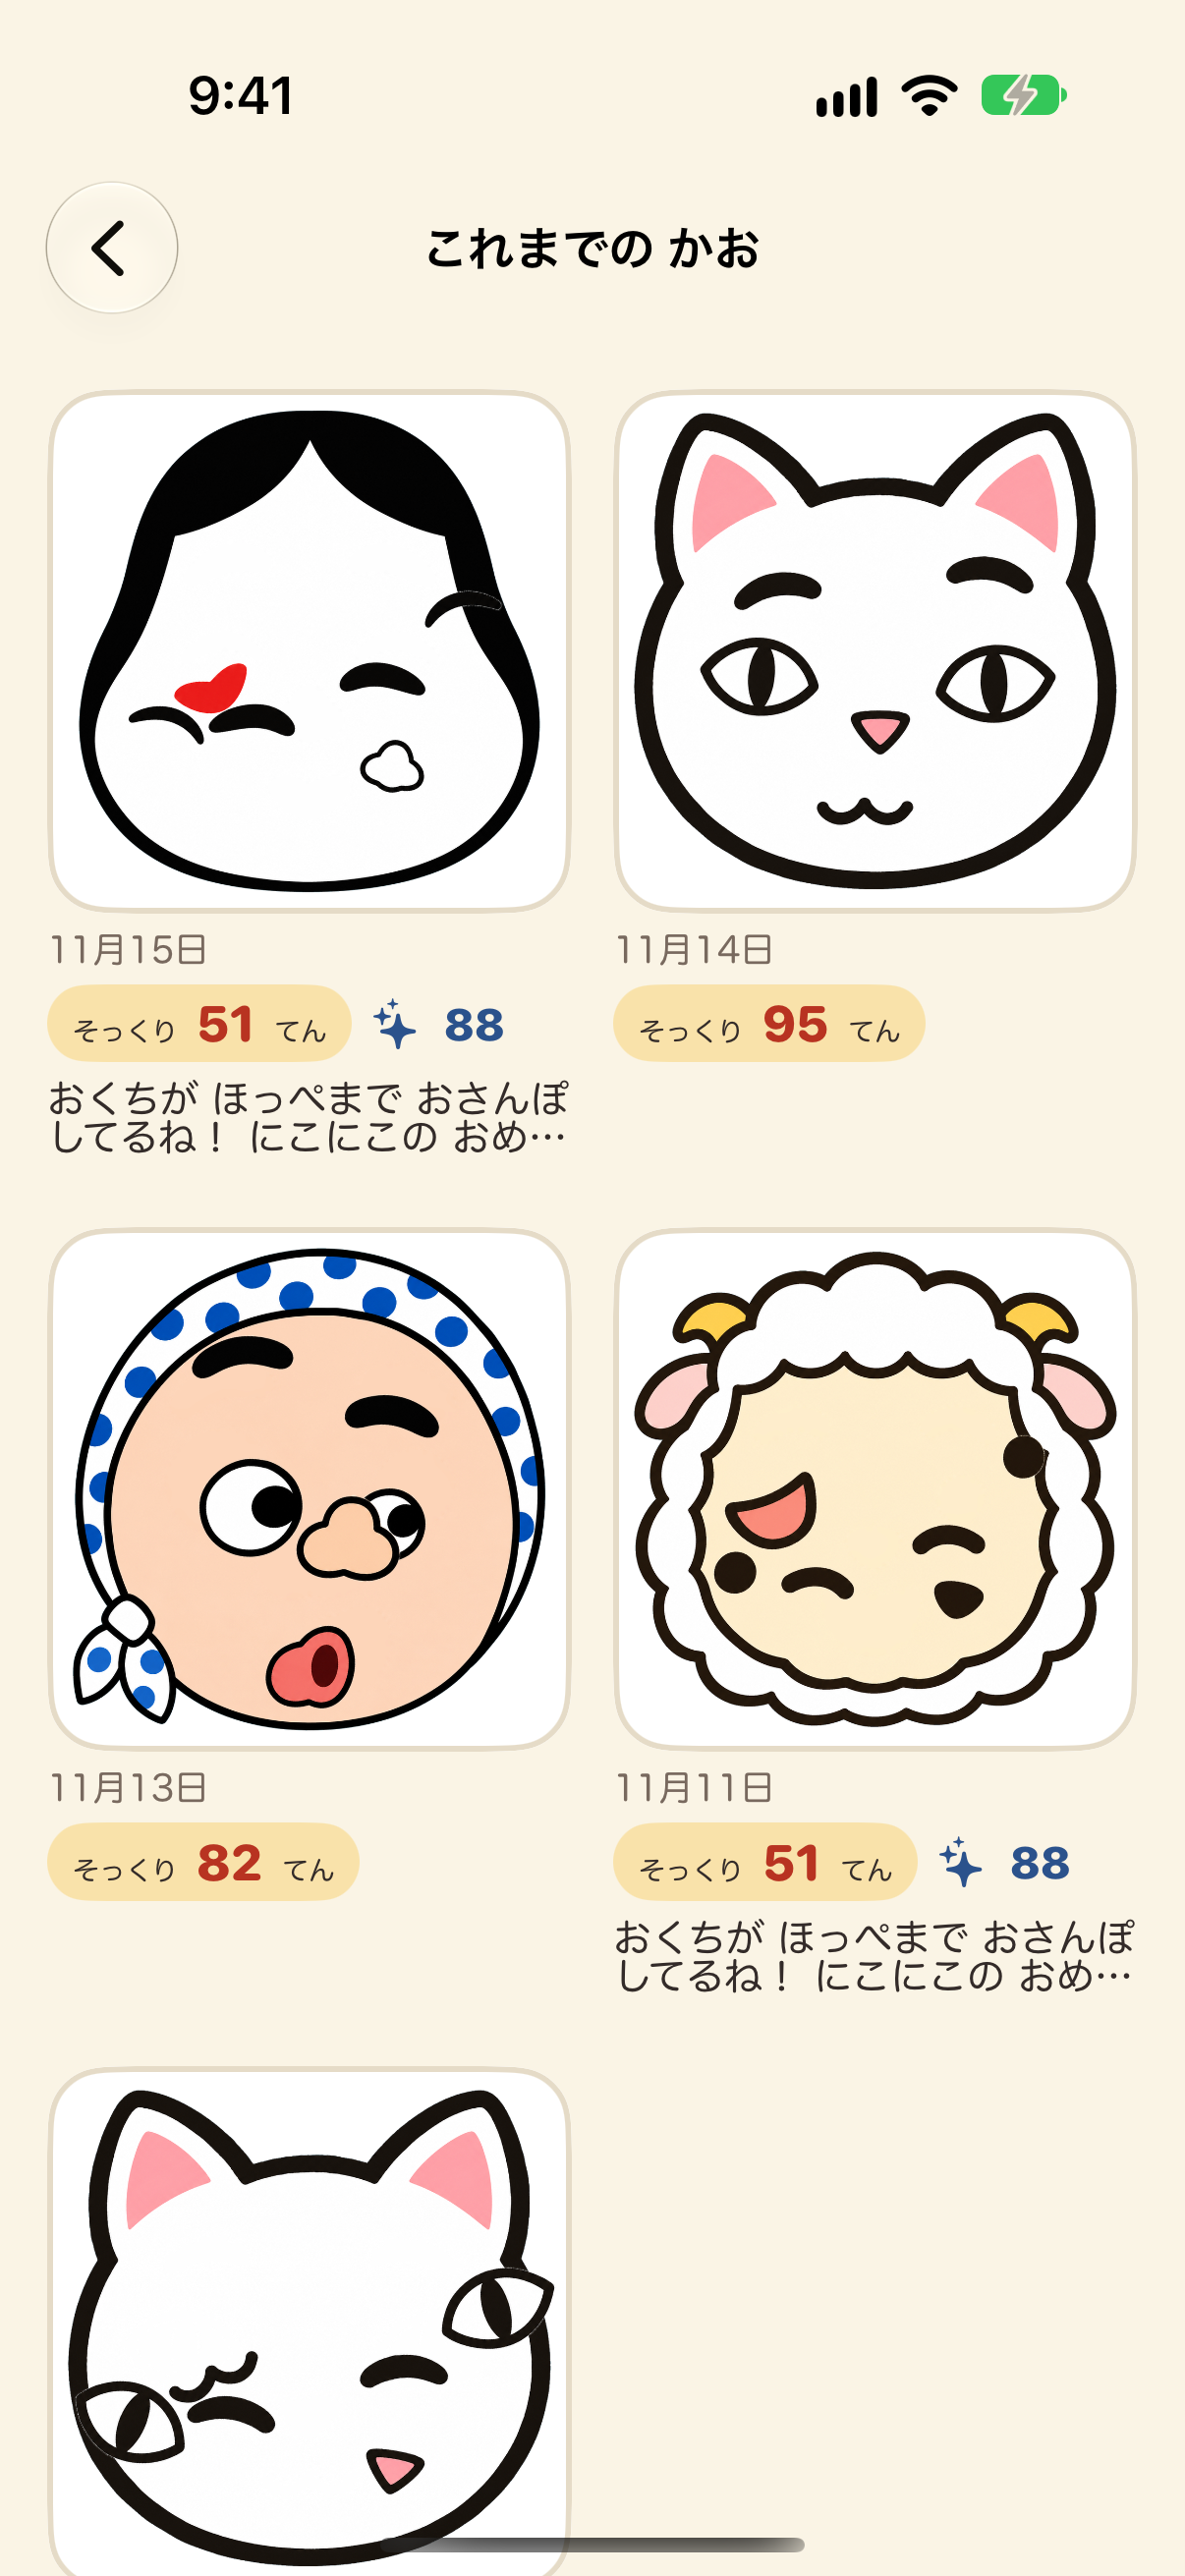 9:41
これまでの かお
11月15日
そっくり 51 てん 88
おくちが ほっぺまで おさんぽ
してるね！ にこにこの おめ…
11月14日
そっくり 95 てん
11月13日
そっくり 82 てん
11月11日
そっくり 51 てん 88
おくちが ほっぺまで おさんぽ
してるね！ にこにこの おめ…